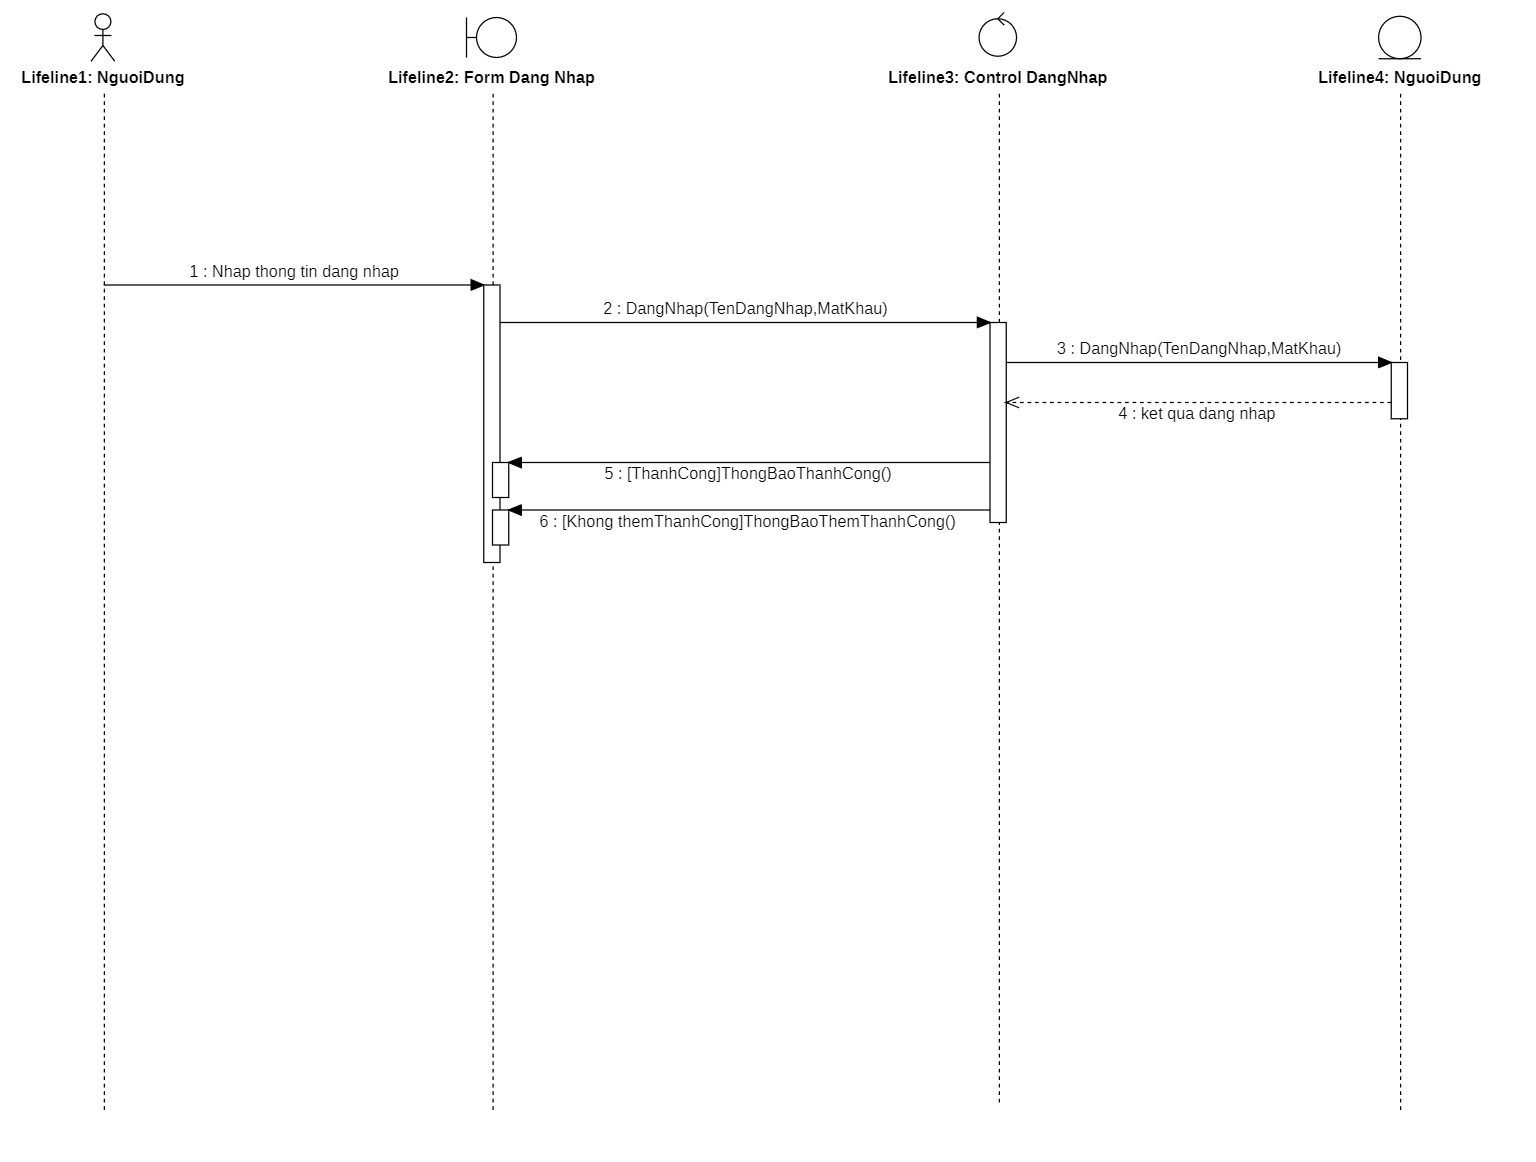 Lifeline1: NguoiDung
Lifeline2: Form Dang Nhap
Lifeline3: Control DangNhap
Lifeline4: NguoiDung
1 : Nhap thong tin dang nhap
2 : DangNhap(TenDangNhap,MatKhau)
3 : DangNhap(TenDangNhap,MatKhau)
4 : ket qua dang nhap
5 : [ThanhCong]ThongBaoThanhCong()
6 : [Khong themThanhCong]ThongBaoThemThanhCong()